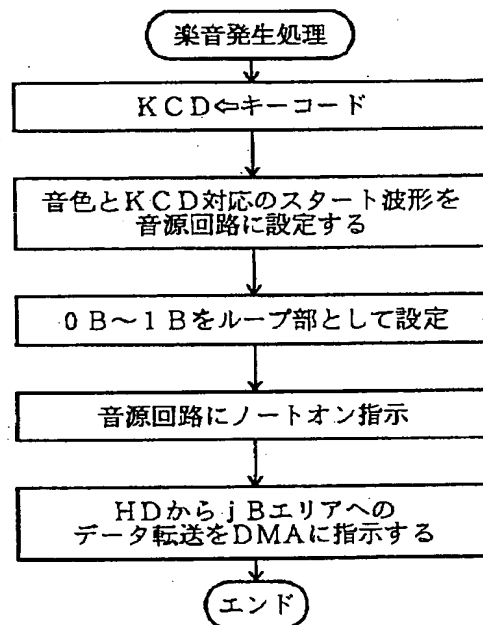 楽音発生処理
ＫＣＤ⇦キーコード
音色とＫＣＤ対応のスタート波形を
音源回路に設定する
０Ｂ～１Ｂをループ部として設定
音源回路にノートオン指示
ＨＤからｊＢエリアへの
データ転送をDMAに指示する
エンド